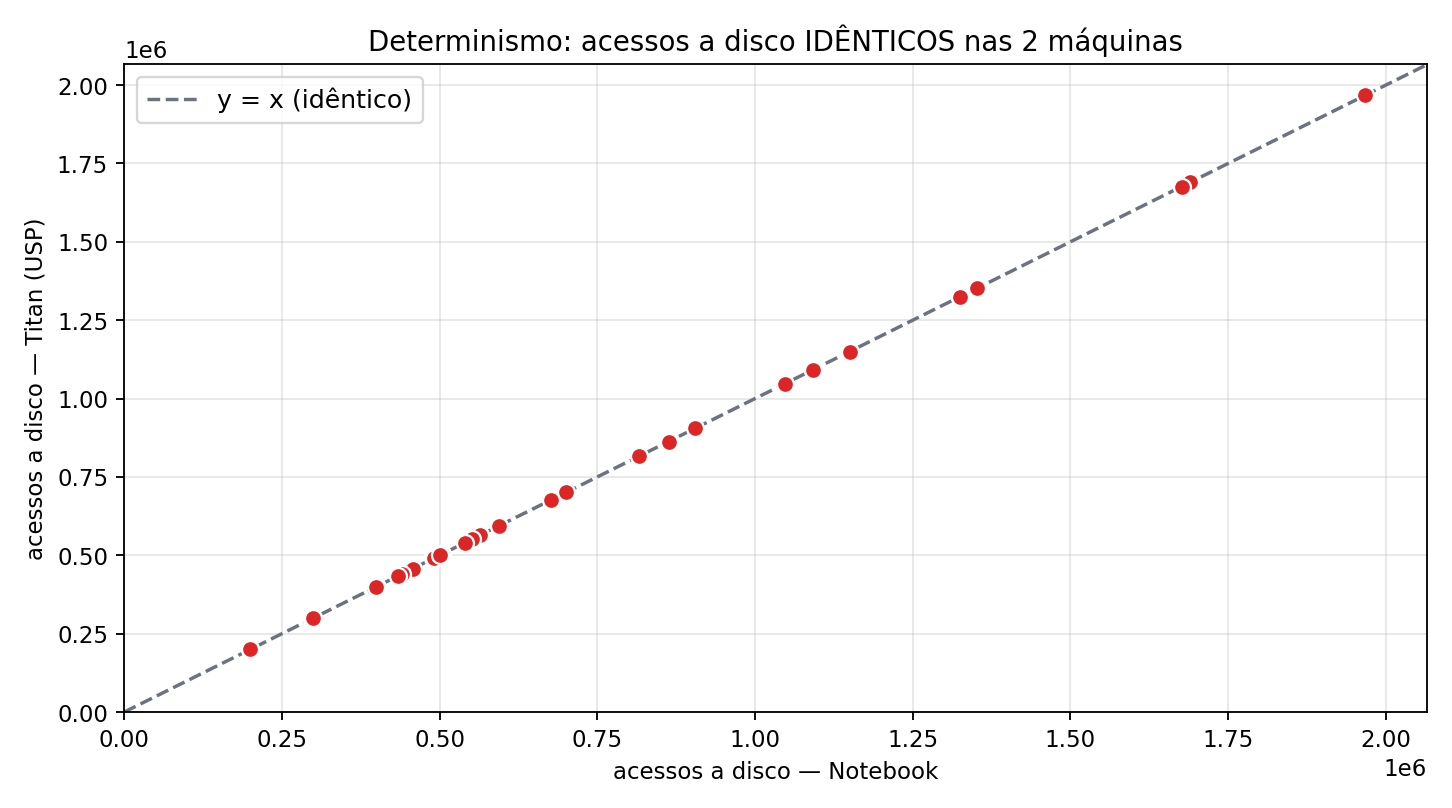 Determinismo: acessos a disco IDÊNTICOS nas 2 máquinas
1e6
y = x (idêntico)
acessos a disco — Titan (USP)
2.00
1.75
1.50
1.25
1.00
0.75
0.50
0.25
0.00
0.00 0.25 0.50 0.75 1.00 1.25 1.50 1.75 2.00
1e6
acessos a disco — Notebook